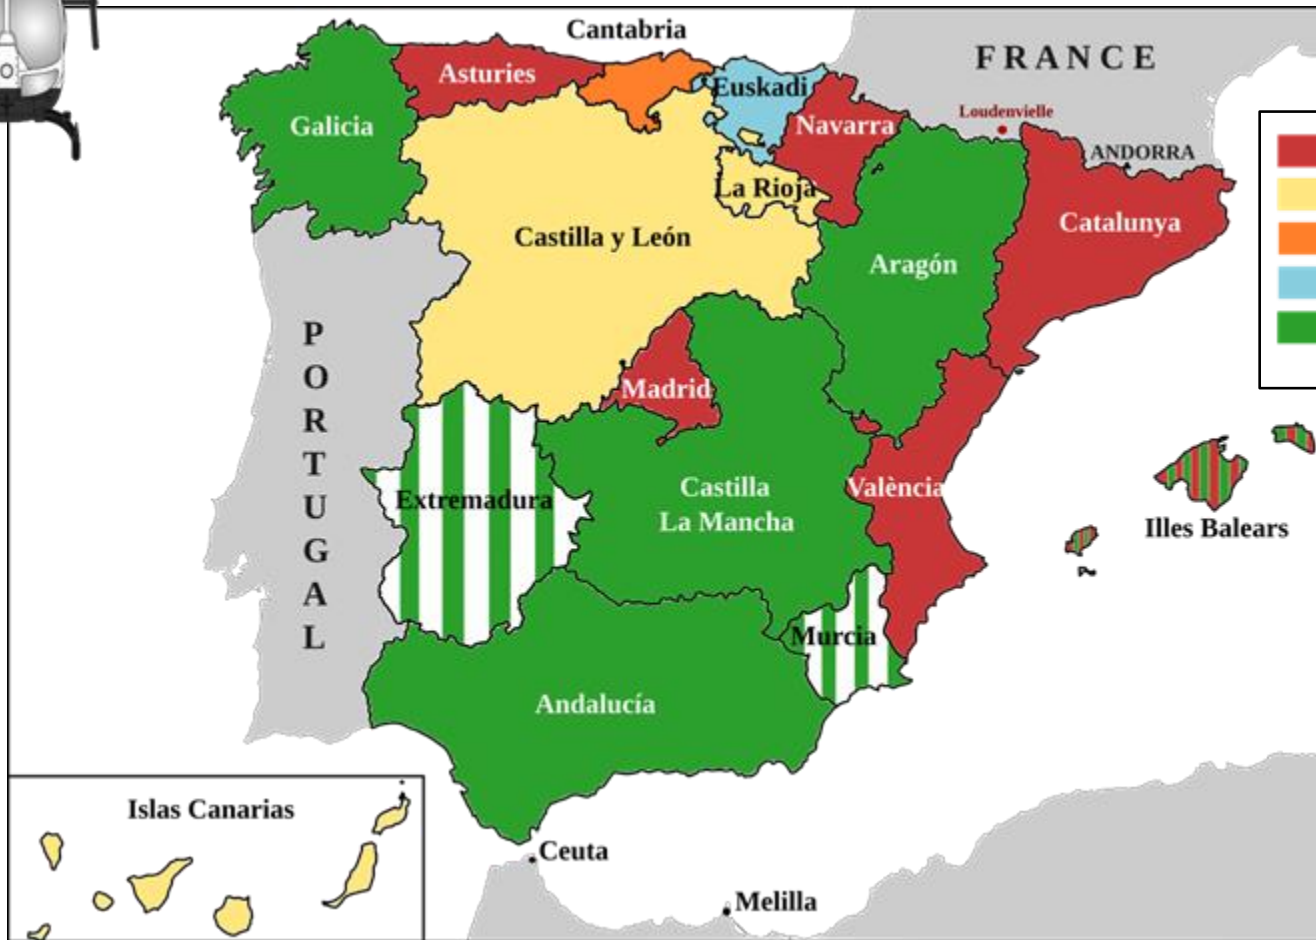 Cantabria
FRANCE
Asturies
Euskadi
Loudenvielle
Galicia
Navarra
ANDORRA
La Rioja
Catalunya
Castilla y León
Aragón
PORTUGAL
Madrid
Castilla
La Mancha
València
Extremadura
Illes Balears
Murcia
Andalucía
Islas Canarias
Ceuta
Melilla